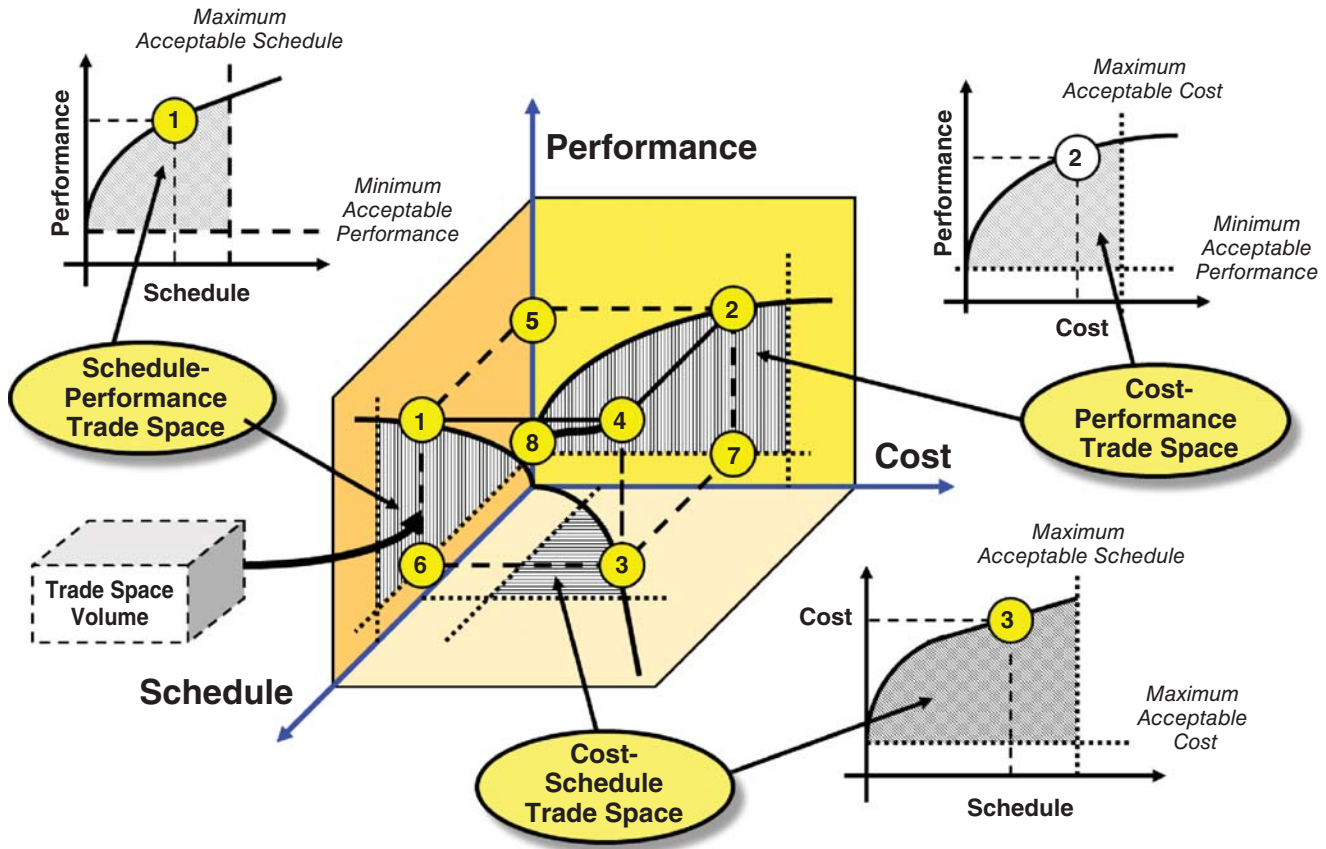 Maximum
Acceptable Schedule
Performance
1
Minimum
Acceptable
Performance
Schedule
Performance
Maximum
Acceptable Cost
Performance
2
Minimum
Acceptable
Performance
Cost
Schedule-
Performance
Trade Space
5
2
1
4
8
7
Cost
Cost-
Performance
Trade Space
6
3
Trade Space
Volume
Schedule
Maximum
Acceptable Schedule
Cost
3
Maximum
Acceptable
Cost
Schedule
Cost-
Schedule
Trade Space